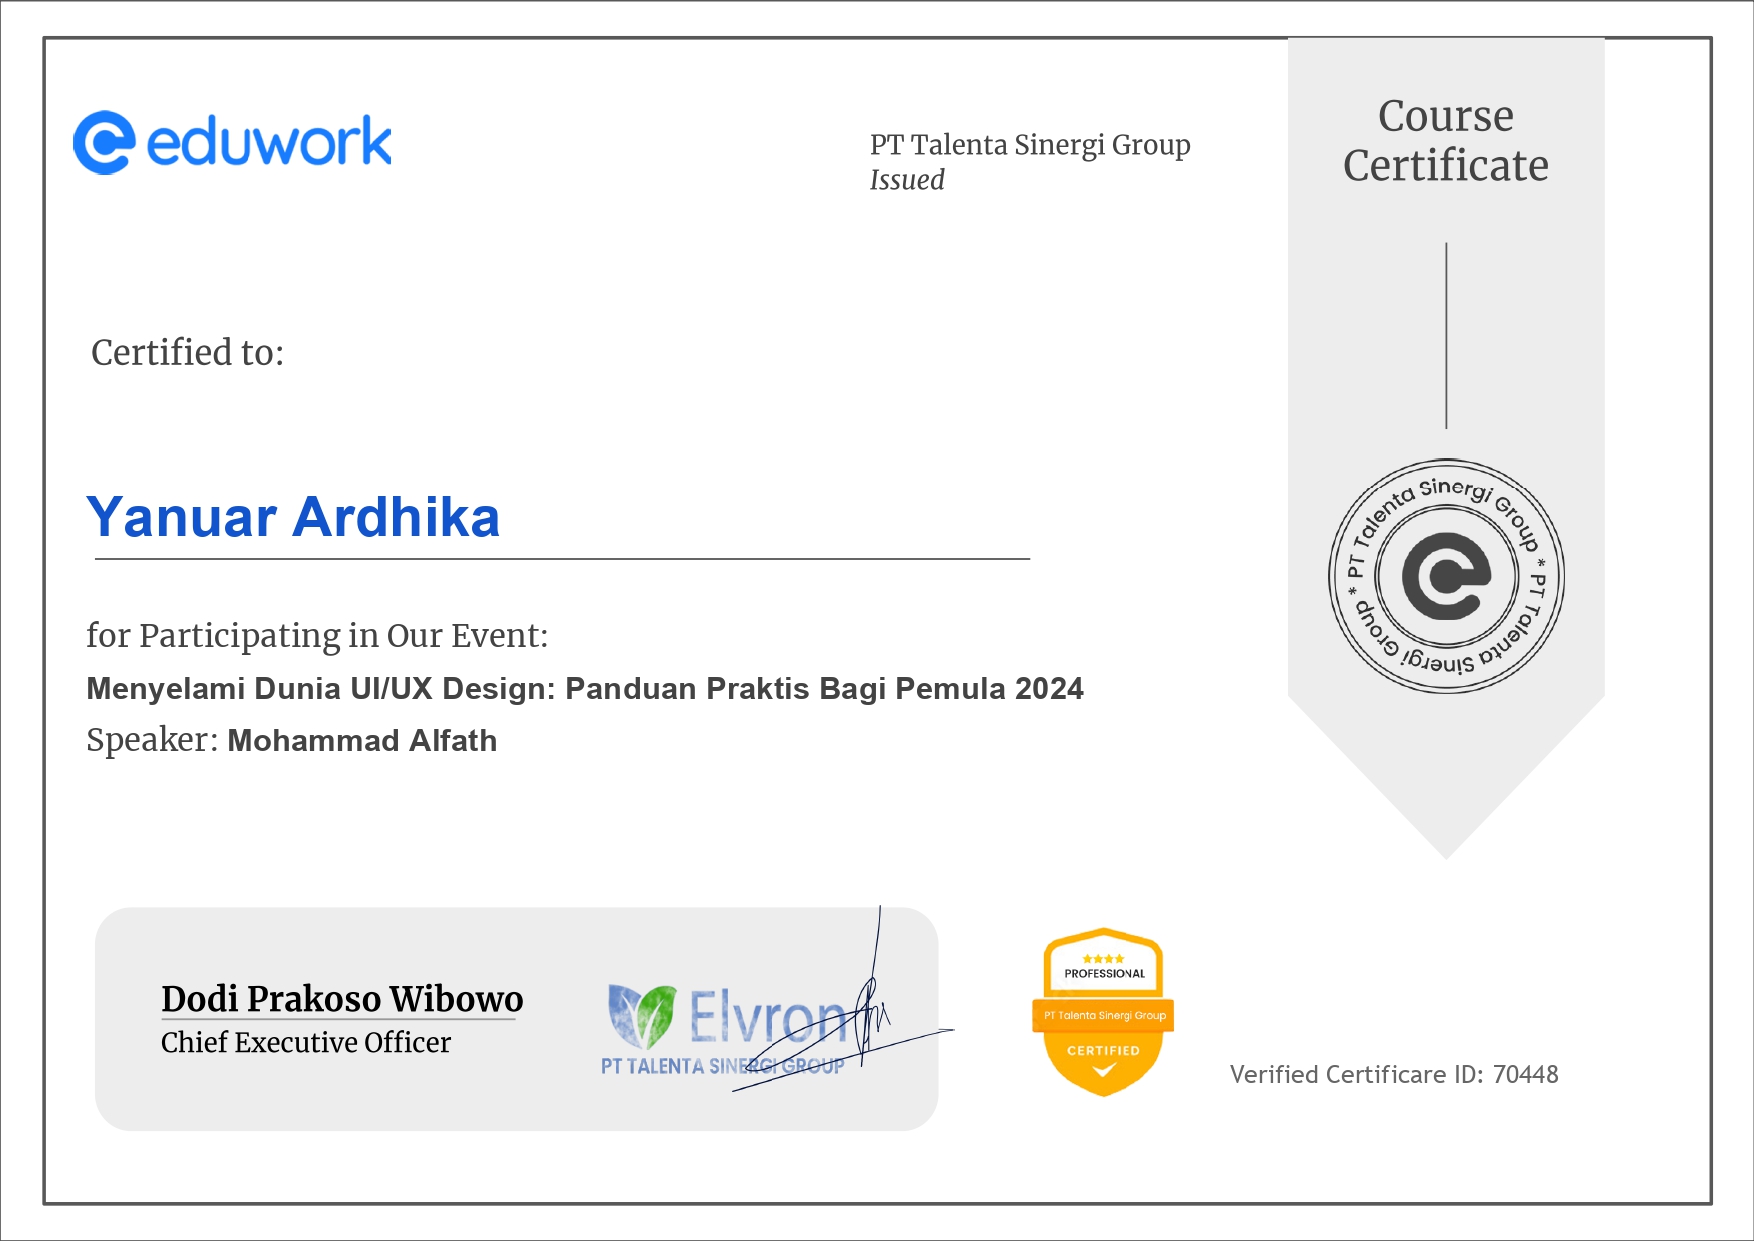 eduwork
PT Talenta Sinergi Group
Issued
Course
Certificate
Certified to:
Yanuar Ardhika
for Participating in Our Event:
Menyelami Dunia UI/UX Design: Panduan Praktis Bagi Pemula 2024
Speaker: Mohammad Alfath
* PT Talenta Sinergi Group * PT Talenta Sinergi Group
Dodi Prakoso Wibowo
Chief Executive Officer
Elvron
PT TALENTA SINERGI GROUP
PROFESSIONAL
PT Talenta Sinergi Group
CERTIFIED
Verified Certificare ID: 70448